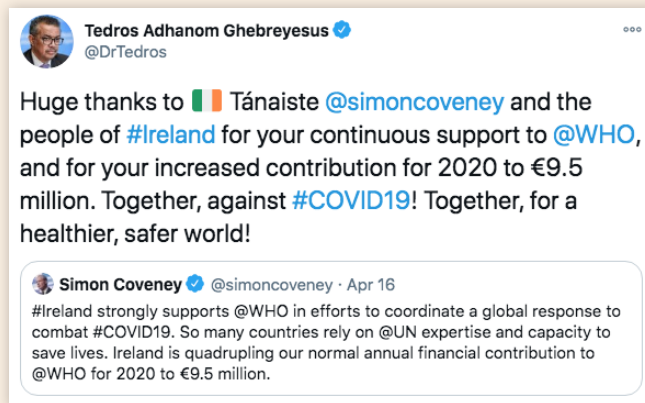 Tedros Adhanom Ghebreyesus
@DrTedros
Huge thanks to 🇮🇪 Tánaiste @simoncoveney and the
people of #Ireland for your continuous support to @WHO,
and for your increased contribution for 2020 to €9.5
million. Together, against #COVID19! Together, for a
healthier, safer world!
Simon Coveney @simoncoveney · Apr 16
#Ireland strongly supports @WHO in efforts to coordinate a global response to
combat #COVID19. So many countries rely on @UN expertise and capacity to
save lives. Ireland is quadrupling our normal annual financial contribution to
@WHO for 2020 to €9.5 million.